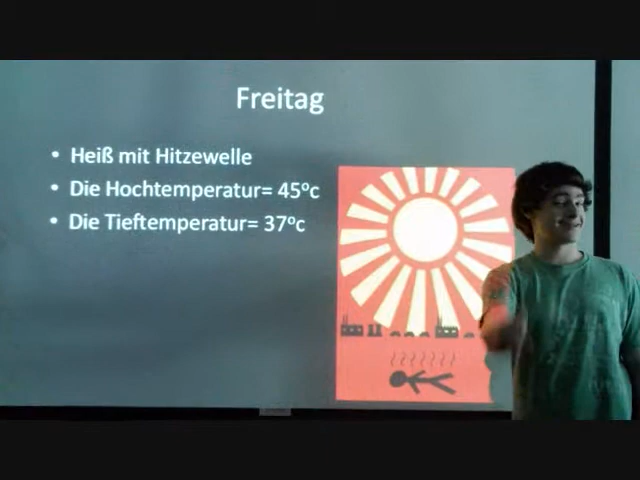 Freitag
• Heiß mit Hitzewelle
• Die Hochtemperatur= 45ºc
• Die Tieftemperatur= 37ºc